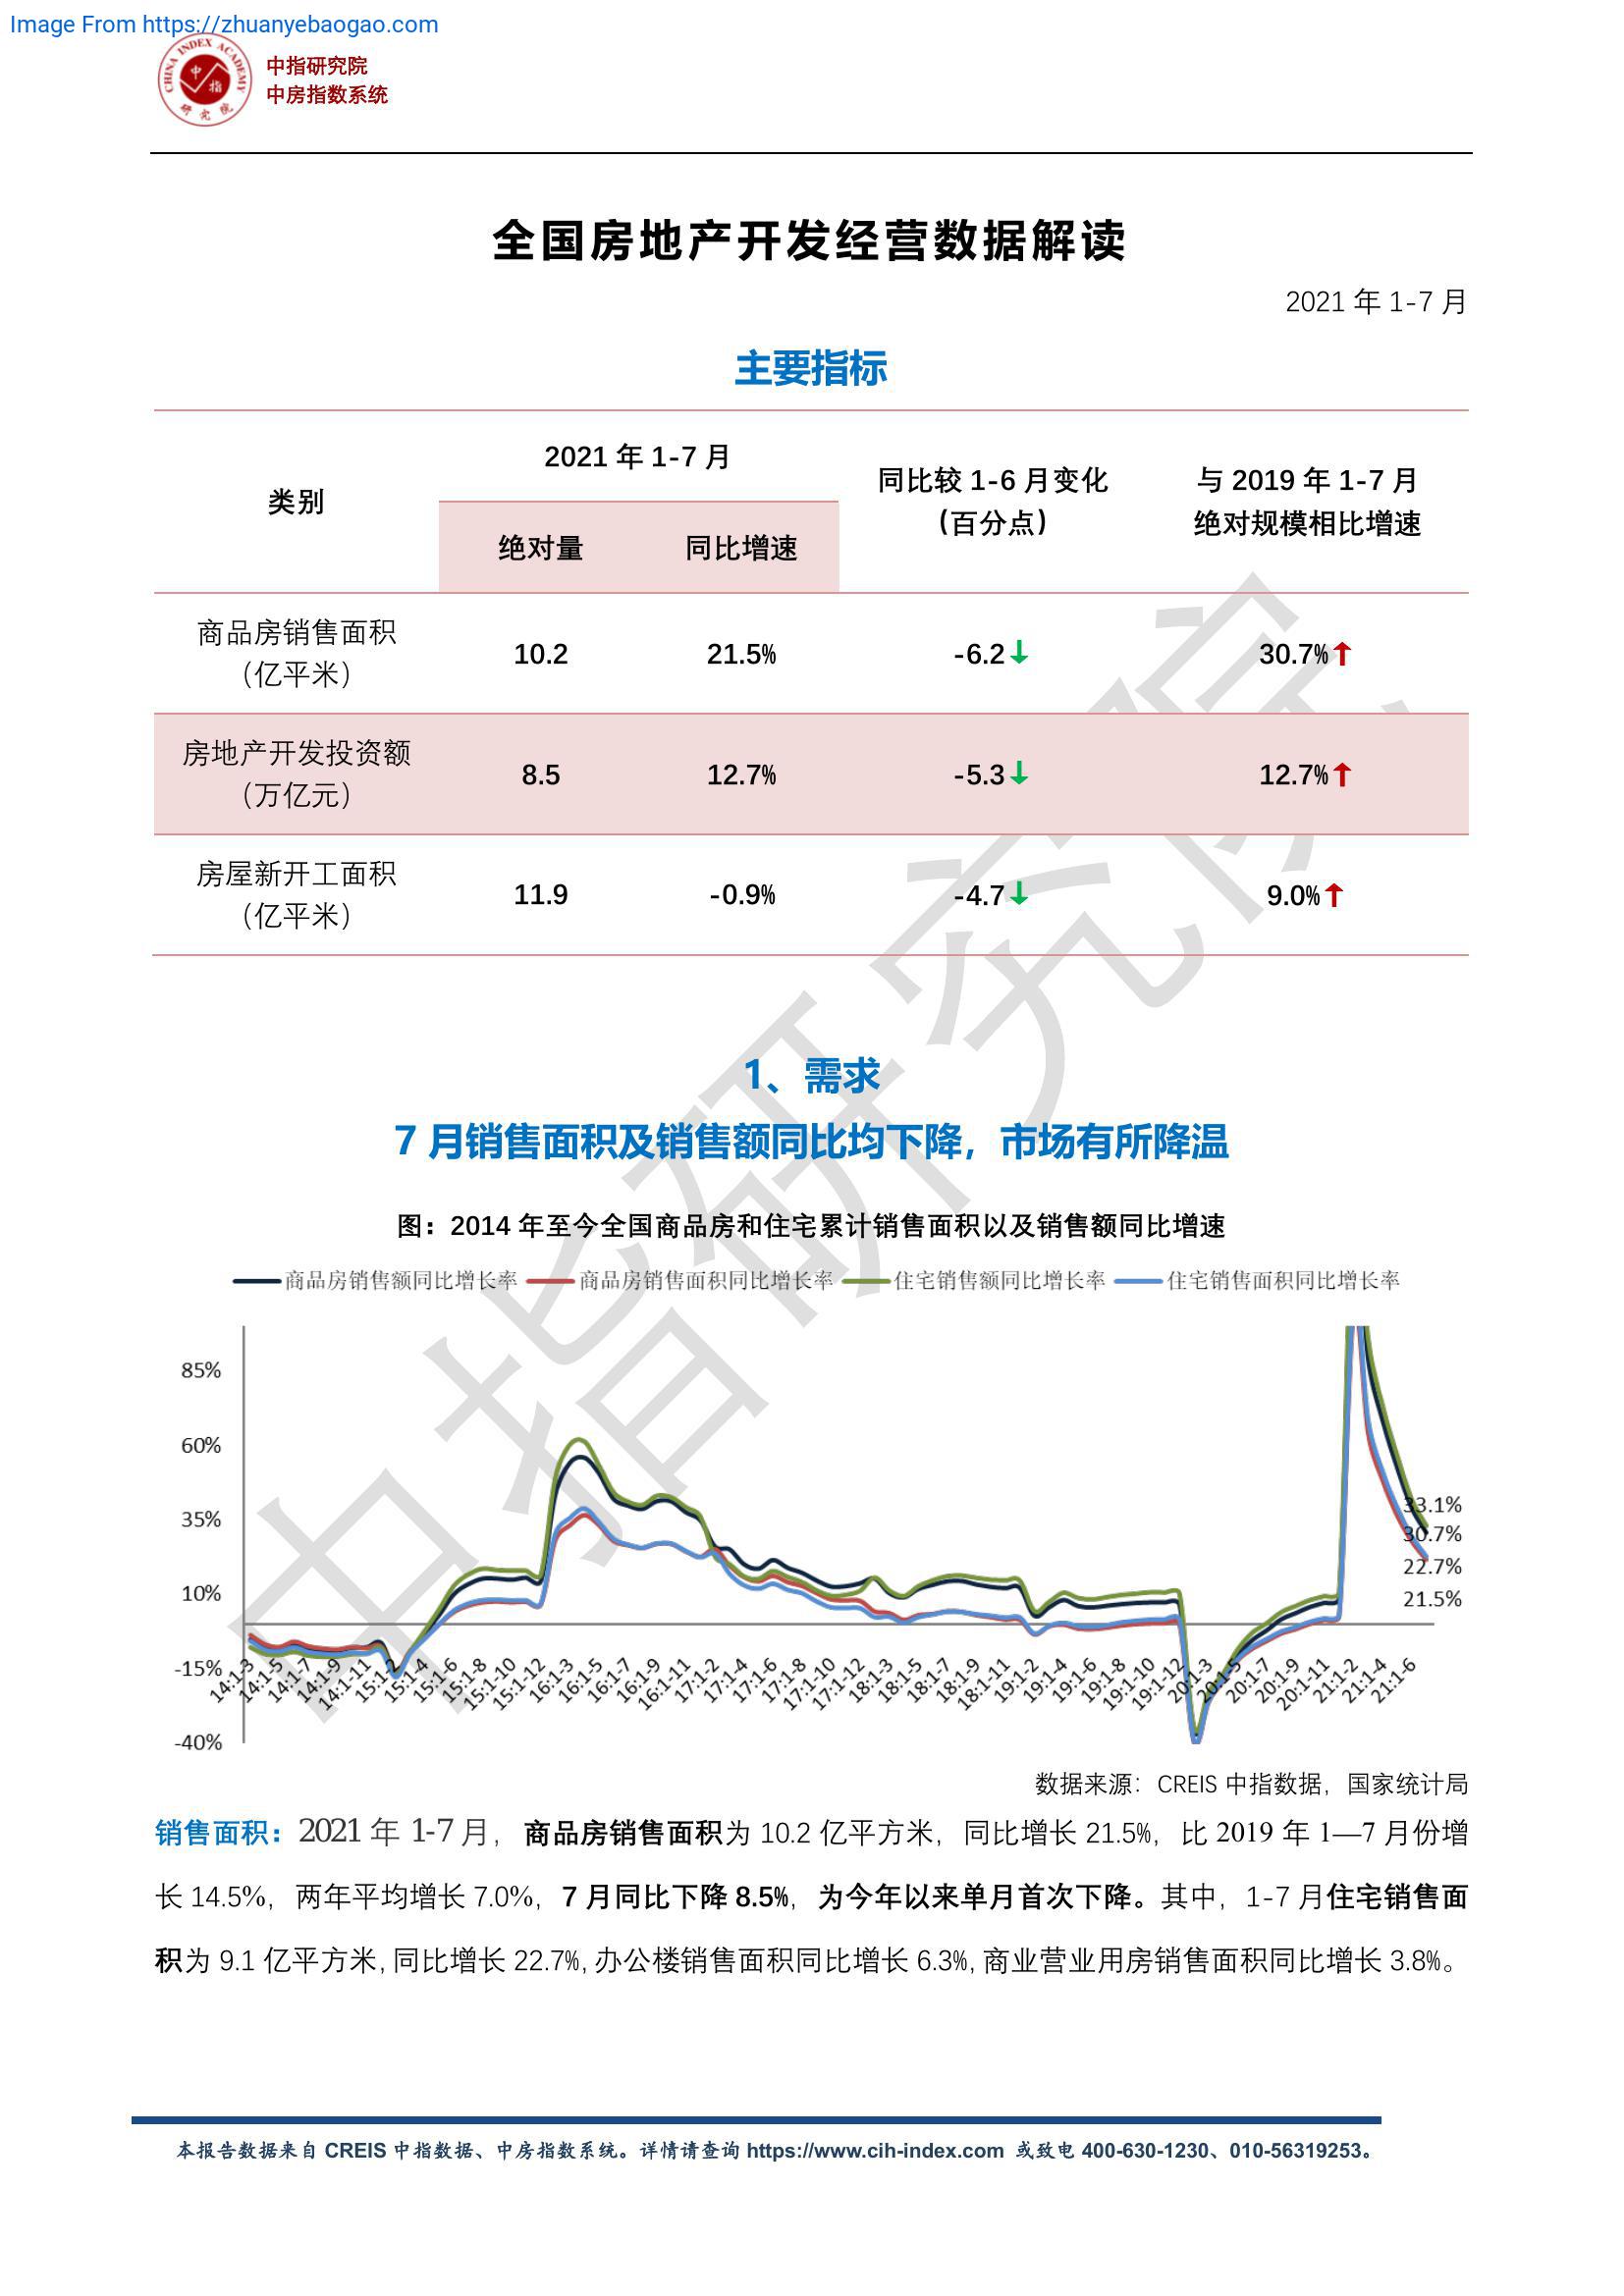 Image From https://zhuanyebaogao.com
CHINA INDEX ACADEMY
中
指
研究院
中指研究院
中房指数系统
全国房地产开发经营数据解读
2021 年 1-7 月
主要指标
类别
2021 年 1-7 月
绝对量 同比增速
同比较 1-6 月变化
(百分点)
与 2019 年 1-7 月
绝对规模相比增速
商品房销售面积
（亿平米）
10.2 21.5% -6.2↓ 30.7%↑
房地产开发投资额
（万亿元）
8.5 12.7% -5.3↓ 12.7%↑
房屋新开工面积
（亿平米）
11.9 -0.9% -4.7↓ 9.0%↑
中指研究院
1、需求
7 月销售面积及销售额同比均下降，市场有所降温
图：2014 年至今全国商品房和住宅累计销售面积以及销售额同比增速
商品房销售额同比增长率 商品房销售面积同比增长率 住宅销售额同比增长率 住宅销售面积同比增长率
85%
60%
35%
10%
-15%
-40%
33.1%
30.7%
22.7%
21.5%
14:1-3 14:1-5 14:1-7 14:1-9 14:1-11 15:1-2 15:1-4 15:1-6 15:1-8 15:1-10 15:1-12 16:1-3 16:1-5 16:1-7 16:1-9 16:1-11 17:1-2 17:1-4 17:1-6 17:1-8 17:1-10 17:1-12 18:1-3 18:1-5 18:1-7 18:1-9 18:1-11 19:1-2 19:1-4 19:1-6 19:1-8 19:1-10 19:1-12 20:1-3 20:1-5 20:1-7 20:1-9 20:1-11 21:1-2 21:1-4 21:1-6
数据来源：CREIS 中指数据，国家统计局
销售面积：2021 年 1-7 月，商品房销售面积为 10.2 亿平方米，同比增长 21.5%，比 2019 年 1—7 月份增
长 14.5%，两年平均增长 7.0%，7 月同比下降 8.5%，为今年以来单月首次下降。其中，1-7 月住宅销售面
积为 9.1 亿平方米，同比增长 22.7%，办公楼销售面积同比增长 6.3%，商业营业用房销售面积同比增长 3.8%。
本报告数据来自 CREIS 中指数据、中房指数系统。详情请查询 https://www.cih-index.com 或致电 400-630-1230、010-56319253。